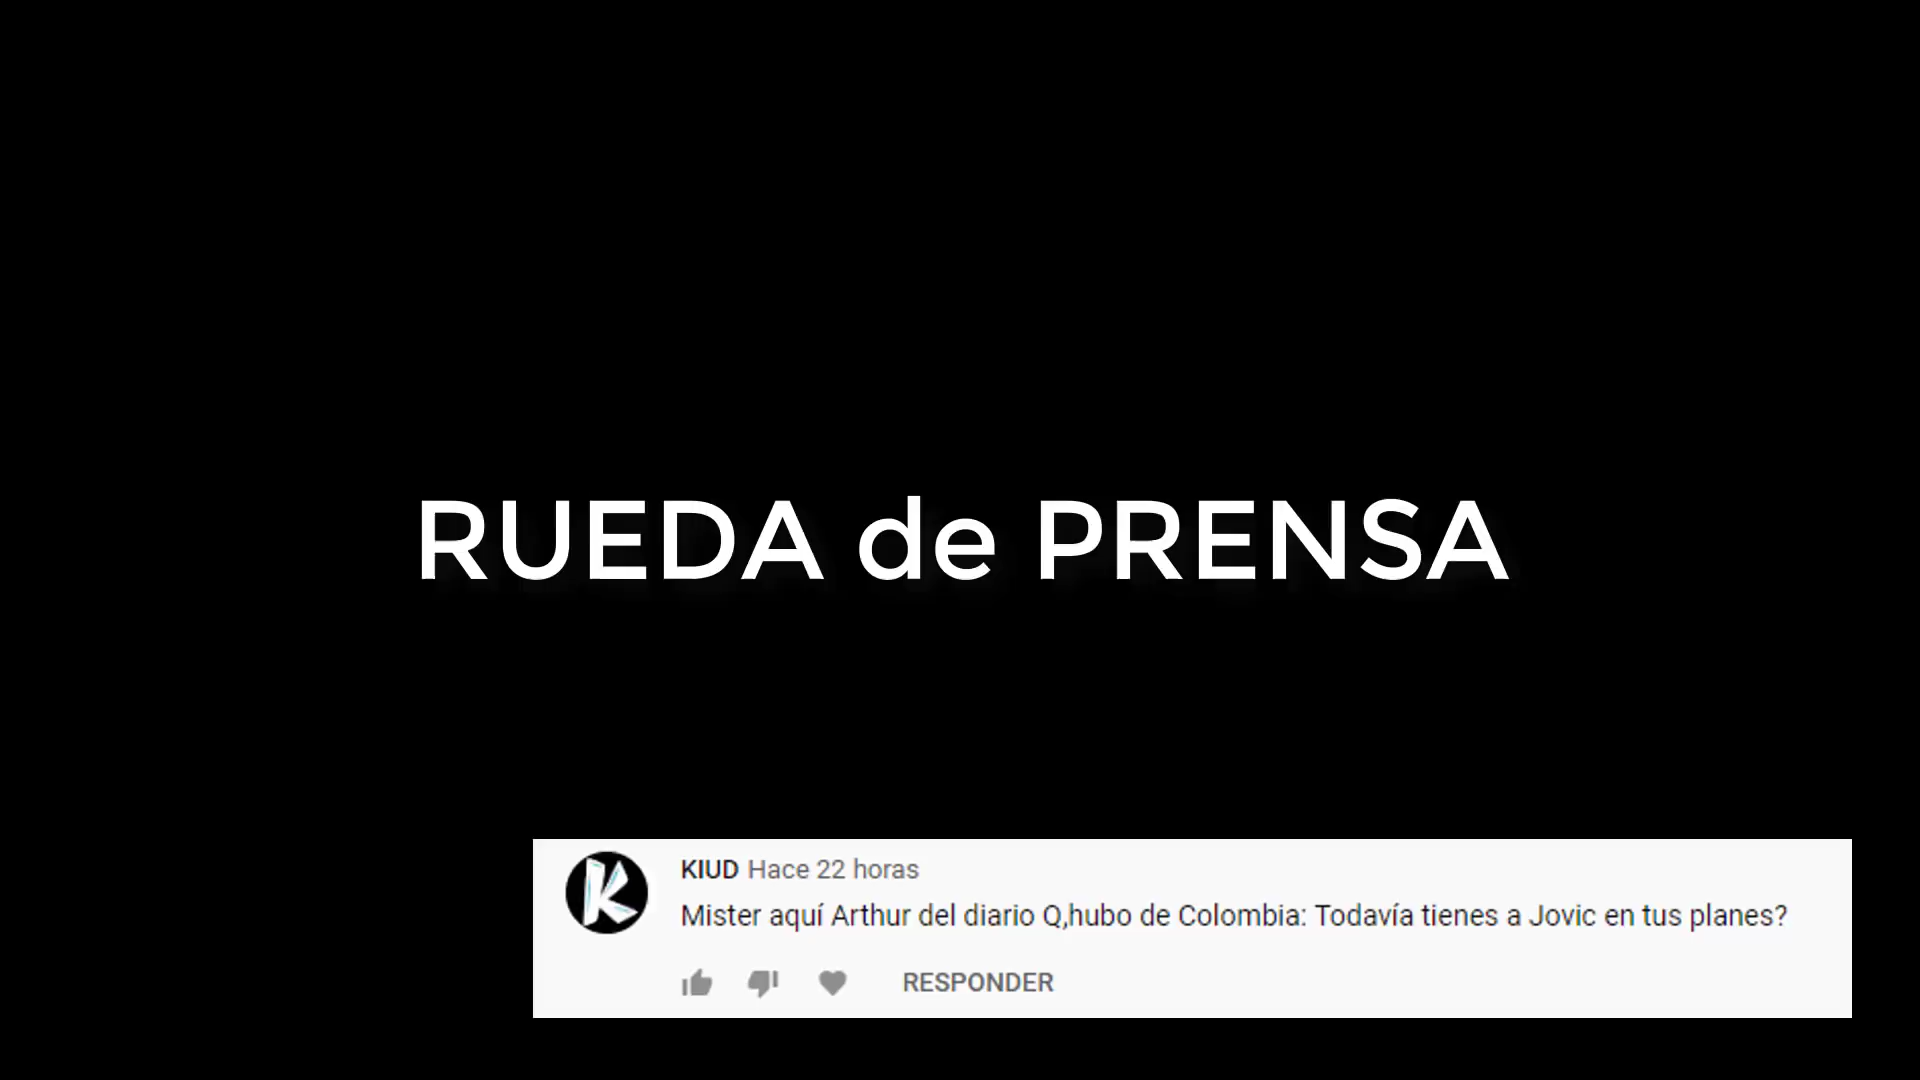 RUEDA de PRENSA
KIUD Hace 22 horas
Mister aquí Arthur del diario Q,hubo de Colombia: Todavía tienes a Jovic en tus planes?
RESPONDER